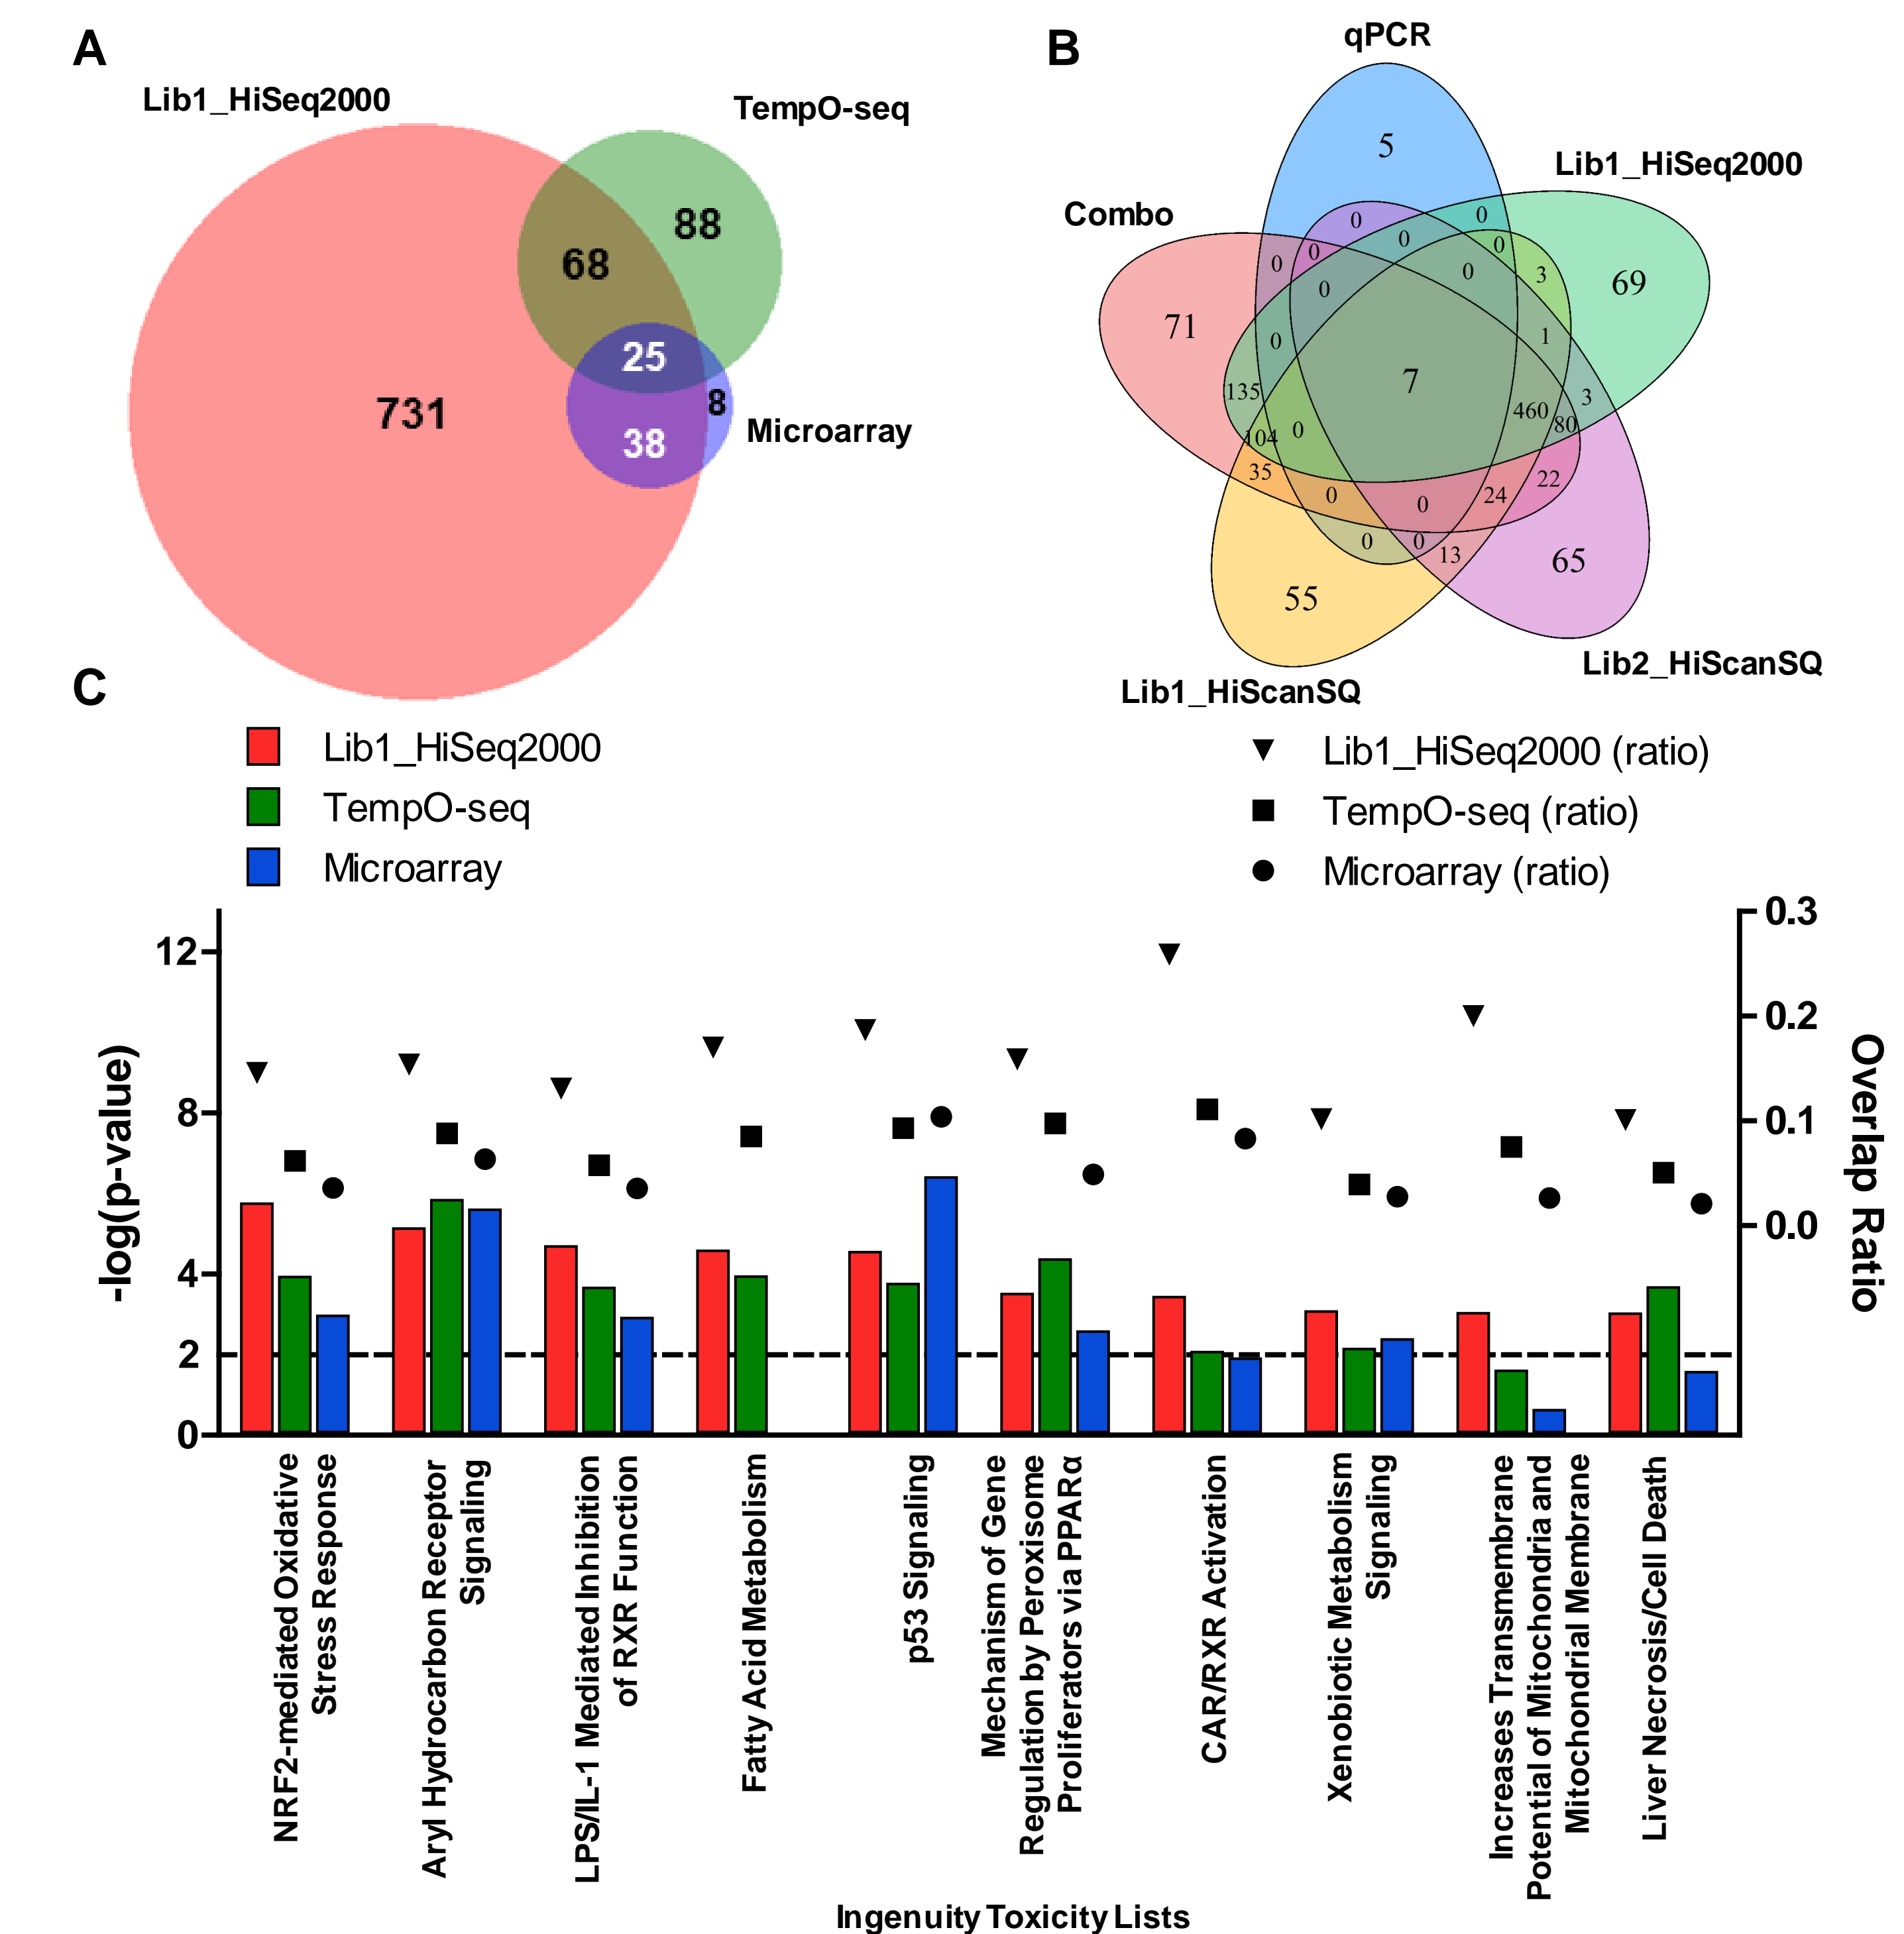 A
Lib1_HiSeq2000
TempO-seq
88
68
25
8
731
38
Microarray
B
qPCR
5
Lib1_HiSeq2000
Combo
0
0
0
0
0
0
0
3
69
0
0
71
0
1
7
135
3
460
80
104
0
35
22
0
24
0
0
0
13
65
55
Lib2_HiScanSQ
Lib1_HiScanSQ
C
Lib1_HiSeq2000
TempO-seq
Microarray
Lib1_HiSeq2000 (ratio)
TempO-seq (ratio)
Microarray (ratio)
-log(p-value)
12
8
4
2
0
0.3
0.2
0.1
0.0
Overlap Ratio
NRF2-mediated Oxidative
Stress Response
Aryl Hydrocarbon Receptor
Signaling
LPS/IL-1 Mediated Inhibition
of RXR Function
Fatty Acid Metabolism
p53 Signaling
Mechanism of Gene
Regulation by Peroxisome
Proliferators via PPARα
CAR/RXR Activation
Xenobiotic Metabolism
Signaling
Increases Transmembrane
Potential of Mitochondria and
Mitochondrial Membrane
Liver Necrosis/Cell Death
Ingenuity Toxicity Lists